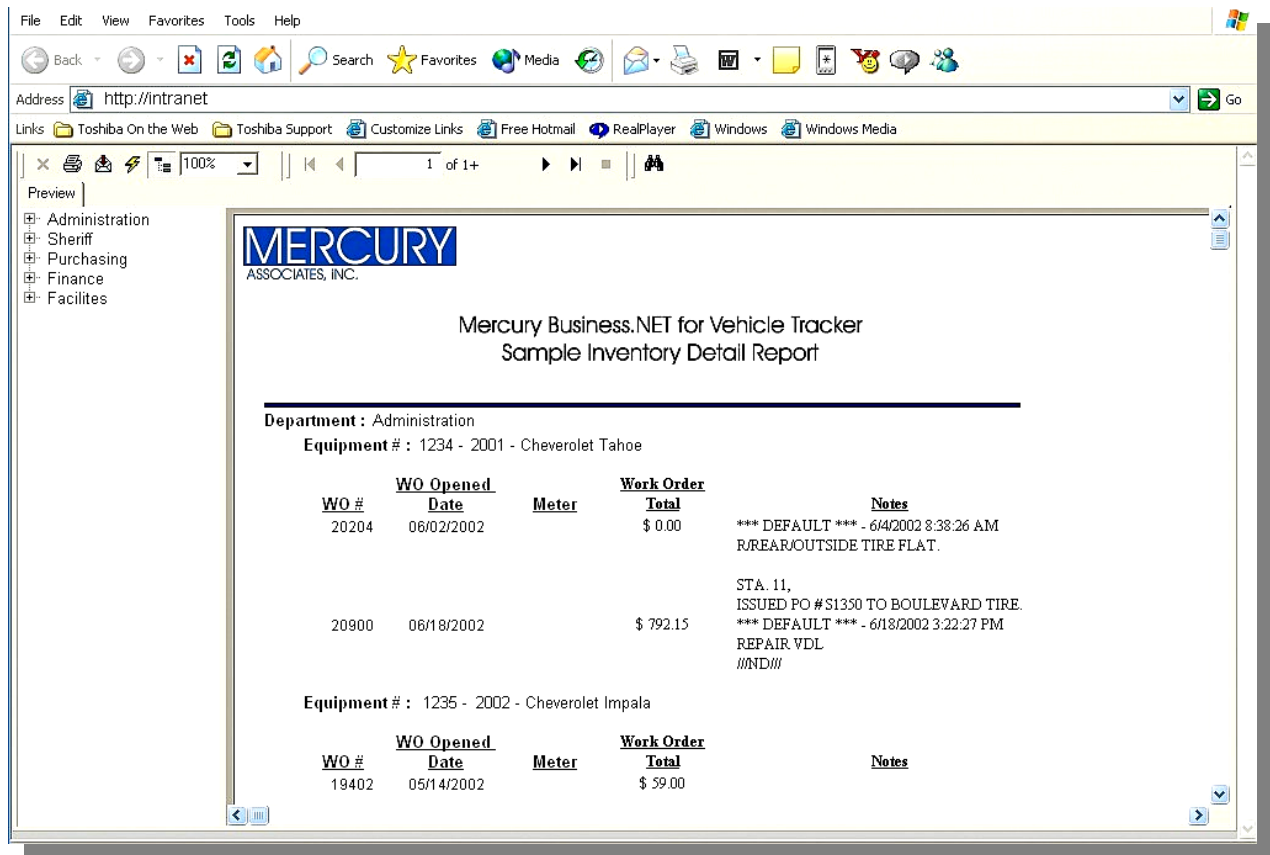 File Edit View Favorites Tools Help
Back Search Favorites Media
Address http://intranet Go
Links Toshiba On the Web Toshiba Support Customize Links Free Hotmail RealPlayer Windows Windows Media
100% 1 of 1+
Preview
Administration
Sheriff
Purchasing
Finance
Facilites
MERCURY
ASSOCIATES, INC.
Mercury Business.NET for Vehicle Tracker
Sample Inventory Detail Report
Department : Administration
Equipment # : 1234 - 2001 - Cheverolet Tahoe
WO Opened Work Order
WO # Date Meter Total Notes
20204 06/02/2002 $ 0.00 *** DEFAULT *** - 6/4/2002 8:38:26 AM
R/REAR/OUTSIDE TIRE FLAT.
STA. 11,
ISSUED PO # S1350 TO BOULEVARD TIRE.
20900 06/18/2002 $ 792.15 *** DEFAULT *** - 6/18/2002 3:22:27 PM
REPAIR VDL
///ND///
Equipment # : 1235 - 2002 - Cheverolet Impala
WO Opened Work Order
WO # Date Meter Total Notes
19402 05/14/2002 $ 59.00